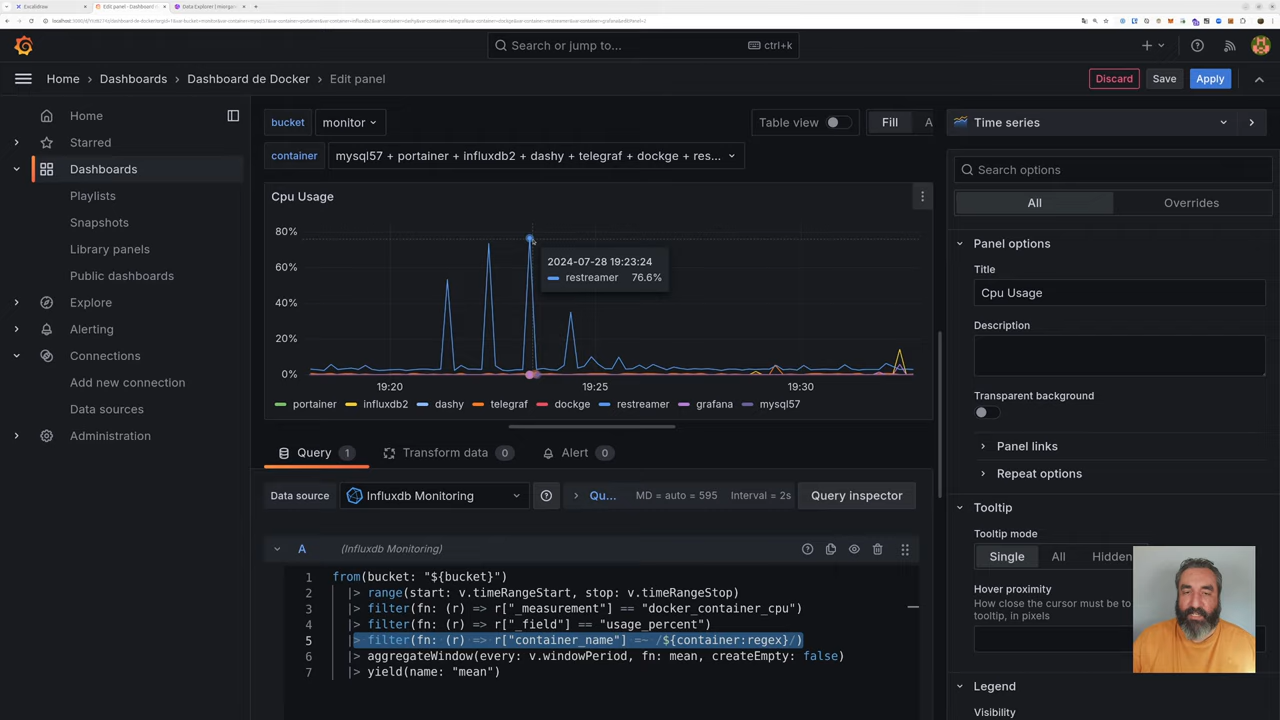 Excalidraw
Edit panel - Dashboard
Search or jump to...
ctrl+k
Home
Dashboards
Dashboard de Docker
Edit panel
Discard
Save
Apply
Home
Starred
Dashboards
Playlists
Snapshots
Library panels
Public dashboards
Explore
Alerting
Connections
Add new connection
Data sources
Administration
bucket
monitor
Table view
Fill
A
container
mysql57 + portainer + influxdb2 + dashy + telegraf + dockge + res...
Cpu Usage
80%
60%
40%
20%
0%
2024-07-28 19:23:24
restreamer 76.6%
19:20
19:25
19:30
portainer influxdb2 dashy telegraf dockge restreamer grafana mysql57
Query 1
Transform data 0
Alert 0
Data source
Influxdb Monitoring
Qu...
MD = auto = 595
Interval = 2s
Query inspector
A
(Influxdb Monitoring)
1 from(bucket: "${bucket}")
2 |> range(start: v.timeRangeStart, stop: v.timeRangeStop)
3 |> filter(fn: (r) => r["_measurement"] == "docker_container_cpu")
4 |> filter(fn: (r) => r["_field"] == "usage_percent")
5 |> filter(fn: (r) => r["container_name"] =~ /${container:regex}/)
6 |> aggregateWindow(every: v.windowPeriod, fn: mean, createEmpty: false)
7 |> yield(name: "mean")
Time series
Search options
All
Overrides
Panel options
Title
Cpu Usage
Description
Transparent background
Panel links
Repeat options
Tooltip
Tooltip mode
Single
All
Hidden
Hover proximity
How close the cursor must be to
tooltip, in pixels
Legend
Visibility